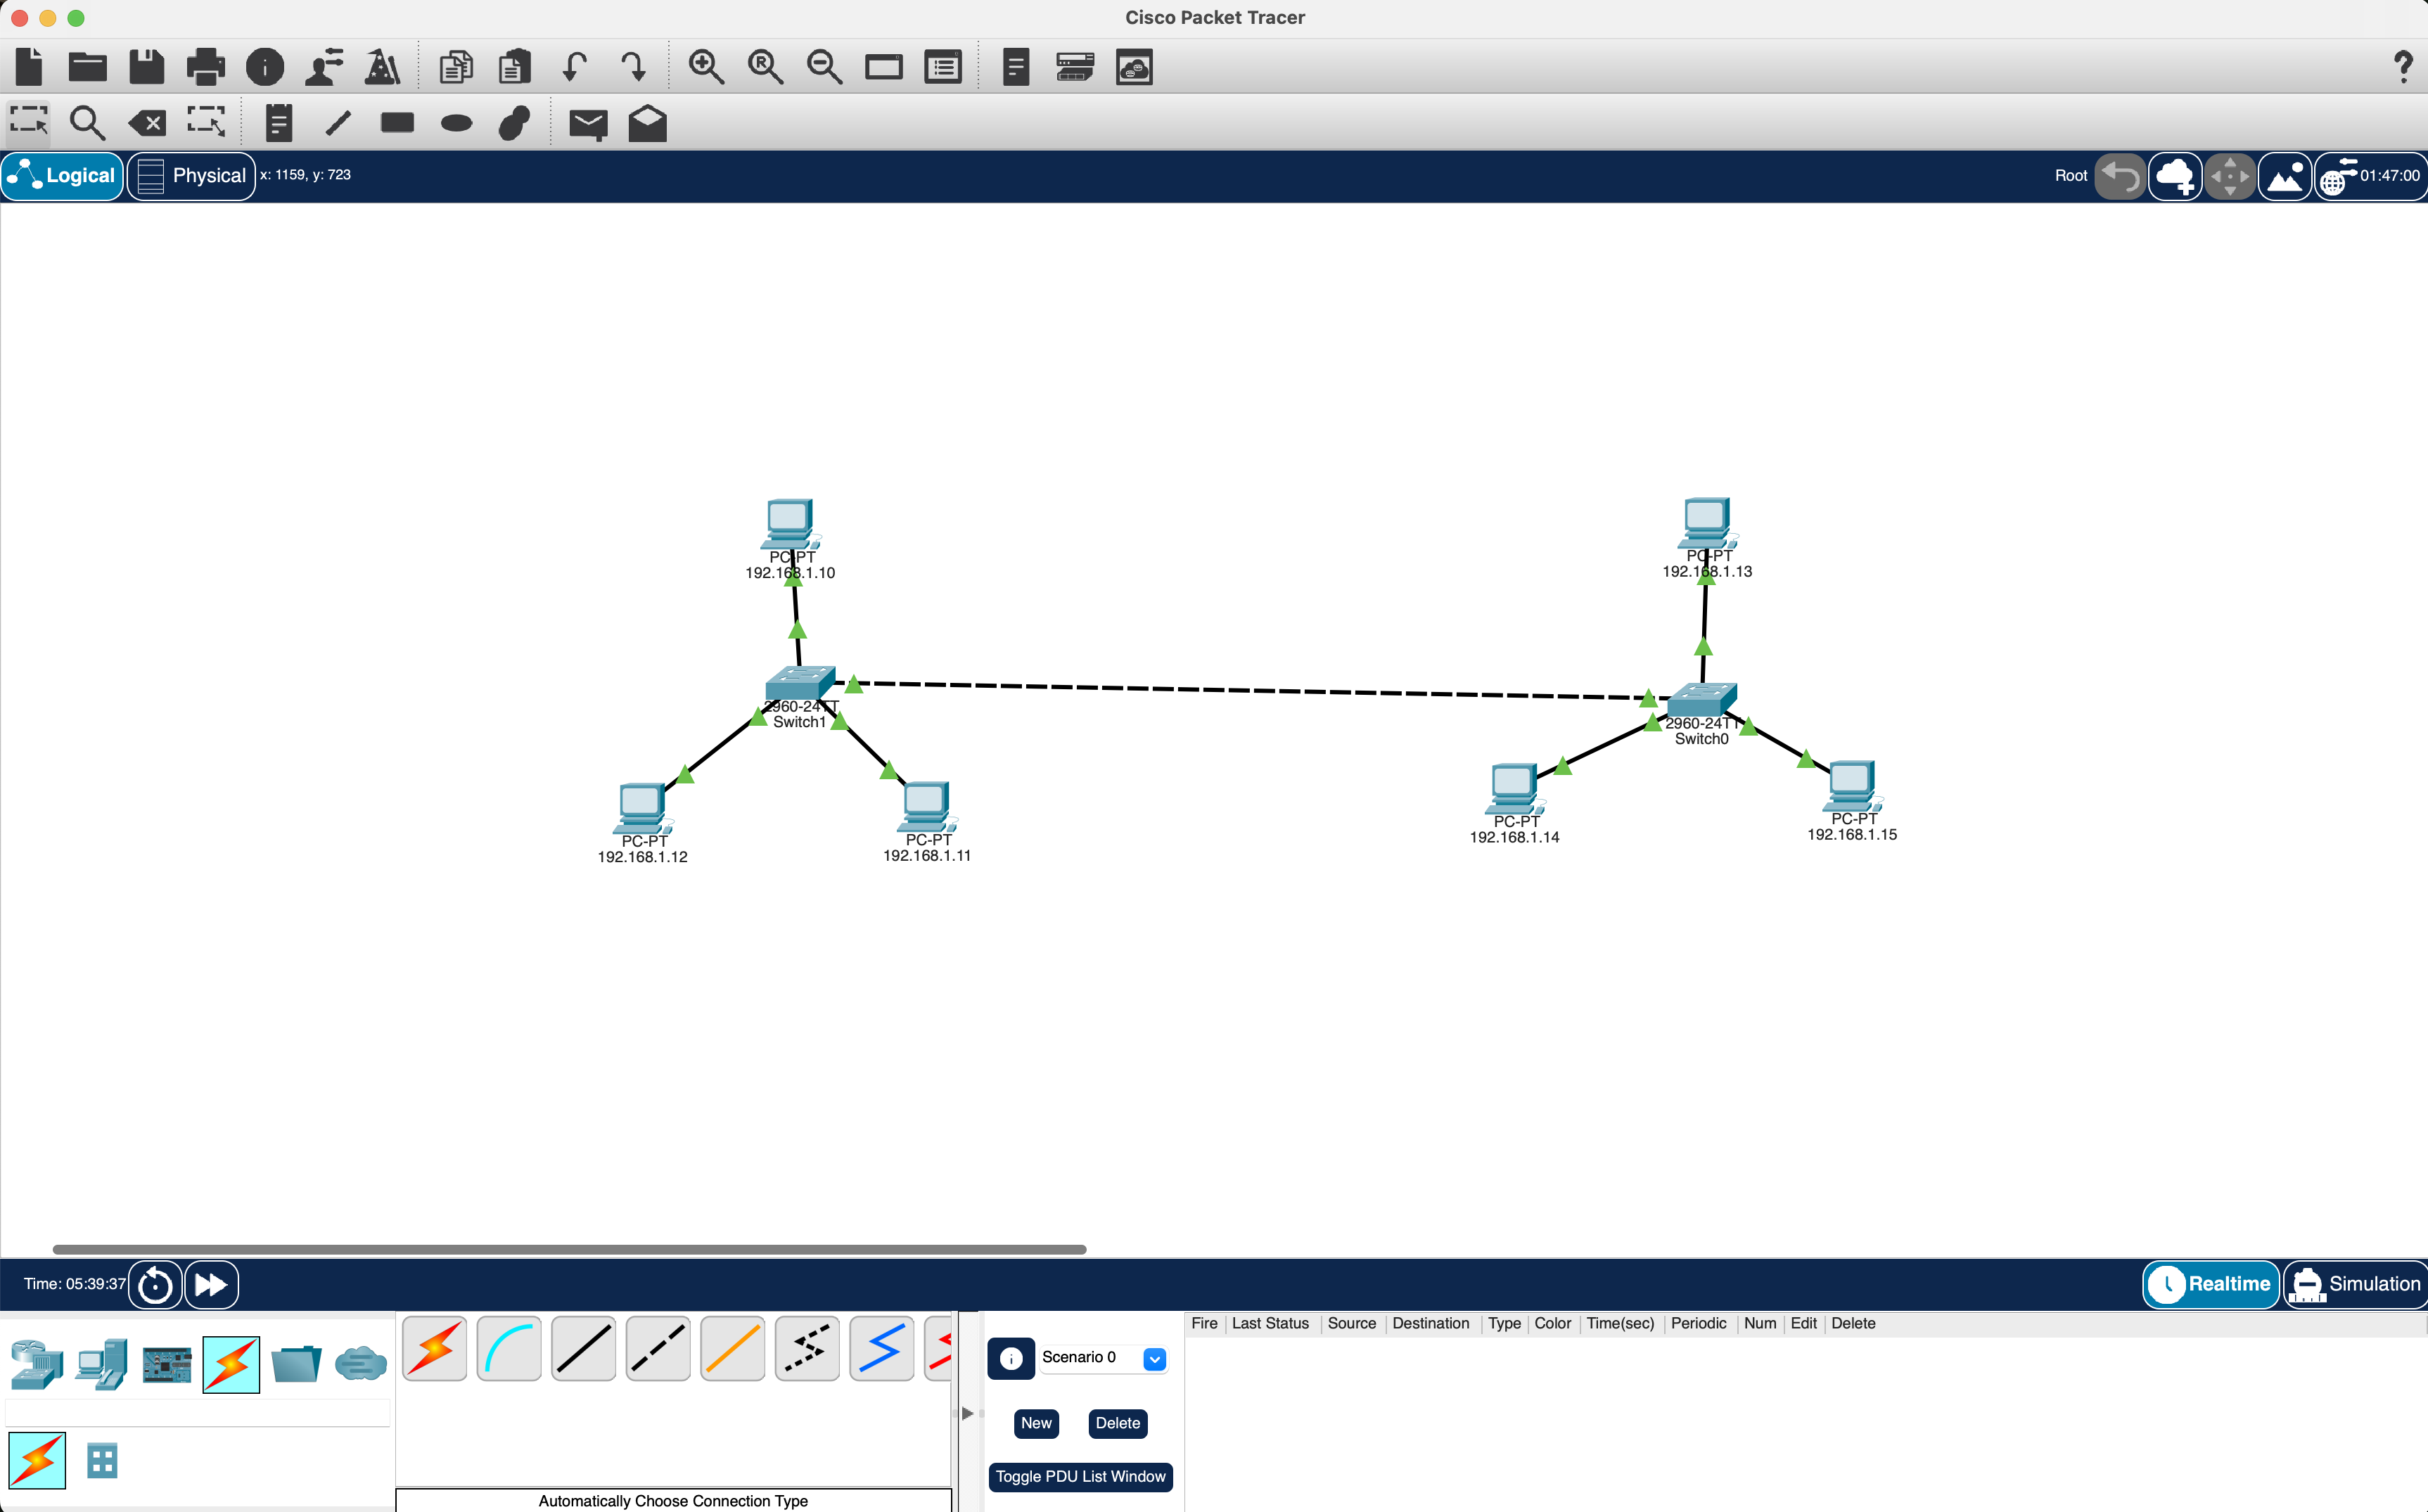 Cisco Packet Tracer
Logical
Physical
x: 1159, y: 723
Root
01:47:00
PC-PT
192.168.1.10
PC-PT
192.168.1.13
2960-24TT
Switch1
2960-24TT
Switch0
PC-PT
192.168.1.12
PC-PT
192.168.1.11
PC-PT
192.168.1.14
PC-PT
192.168.1.15
Time: 05:39:37
Realtime
Simulation
Scenario 0
New
Delete
Toggle PDU List Window
Fire Last Status Source Destination Type Color Time(sec) Periodic Num Edit Delete
Automatically Choose Connection Type